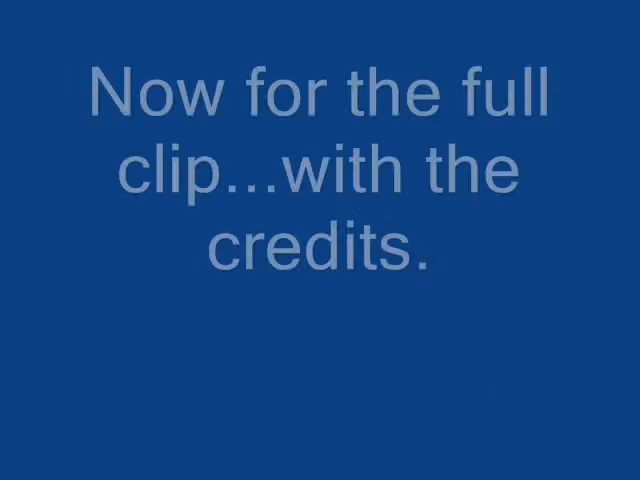 Now for the full
clip...with the
credits.